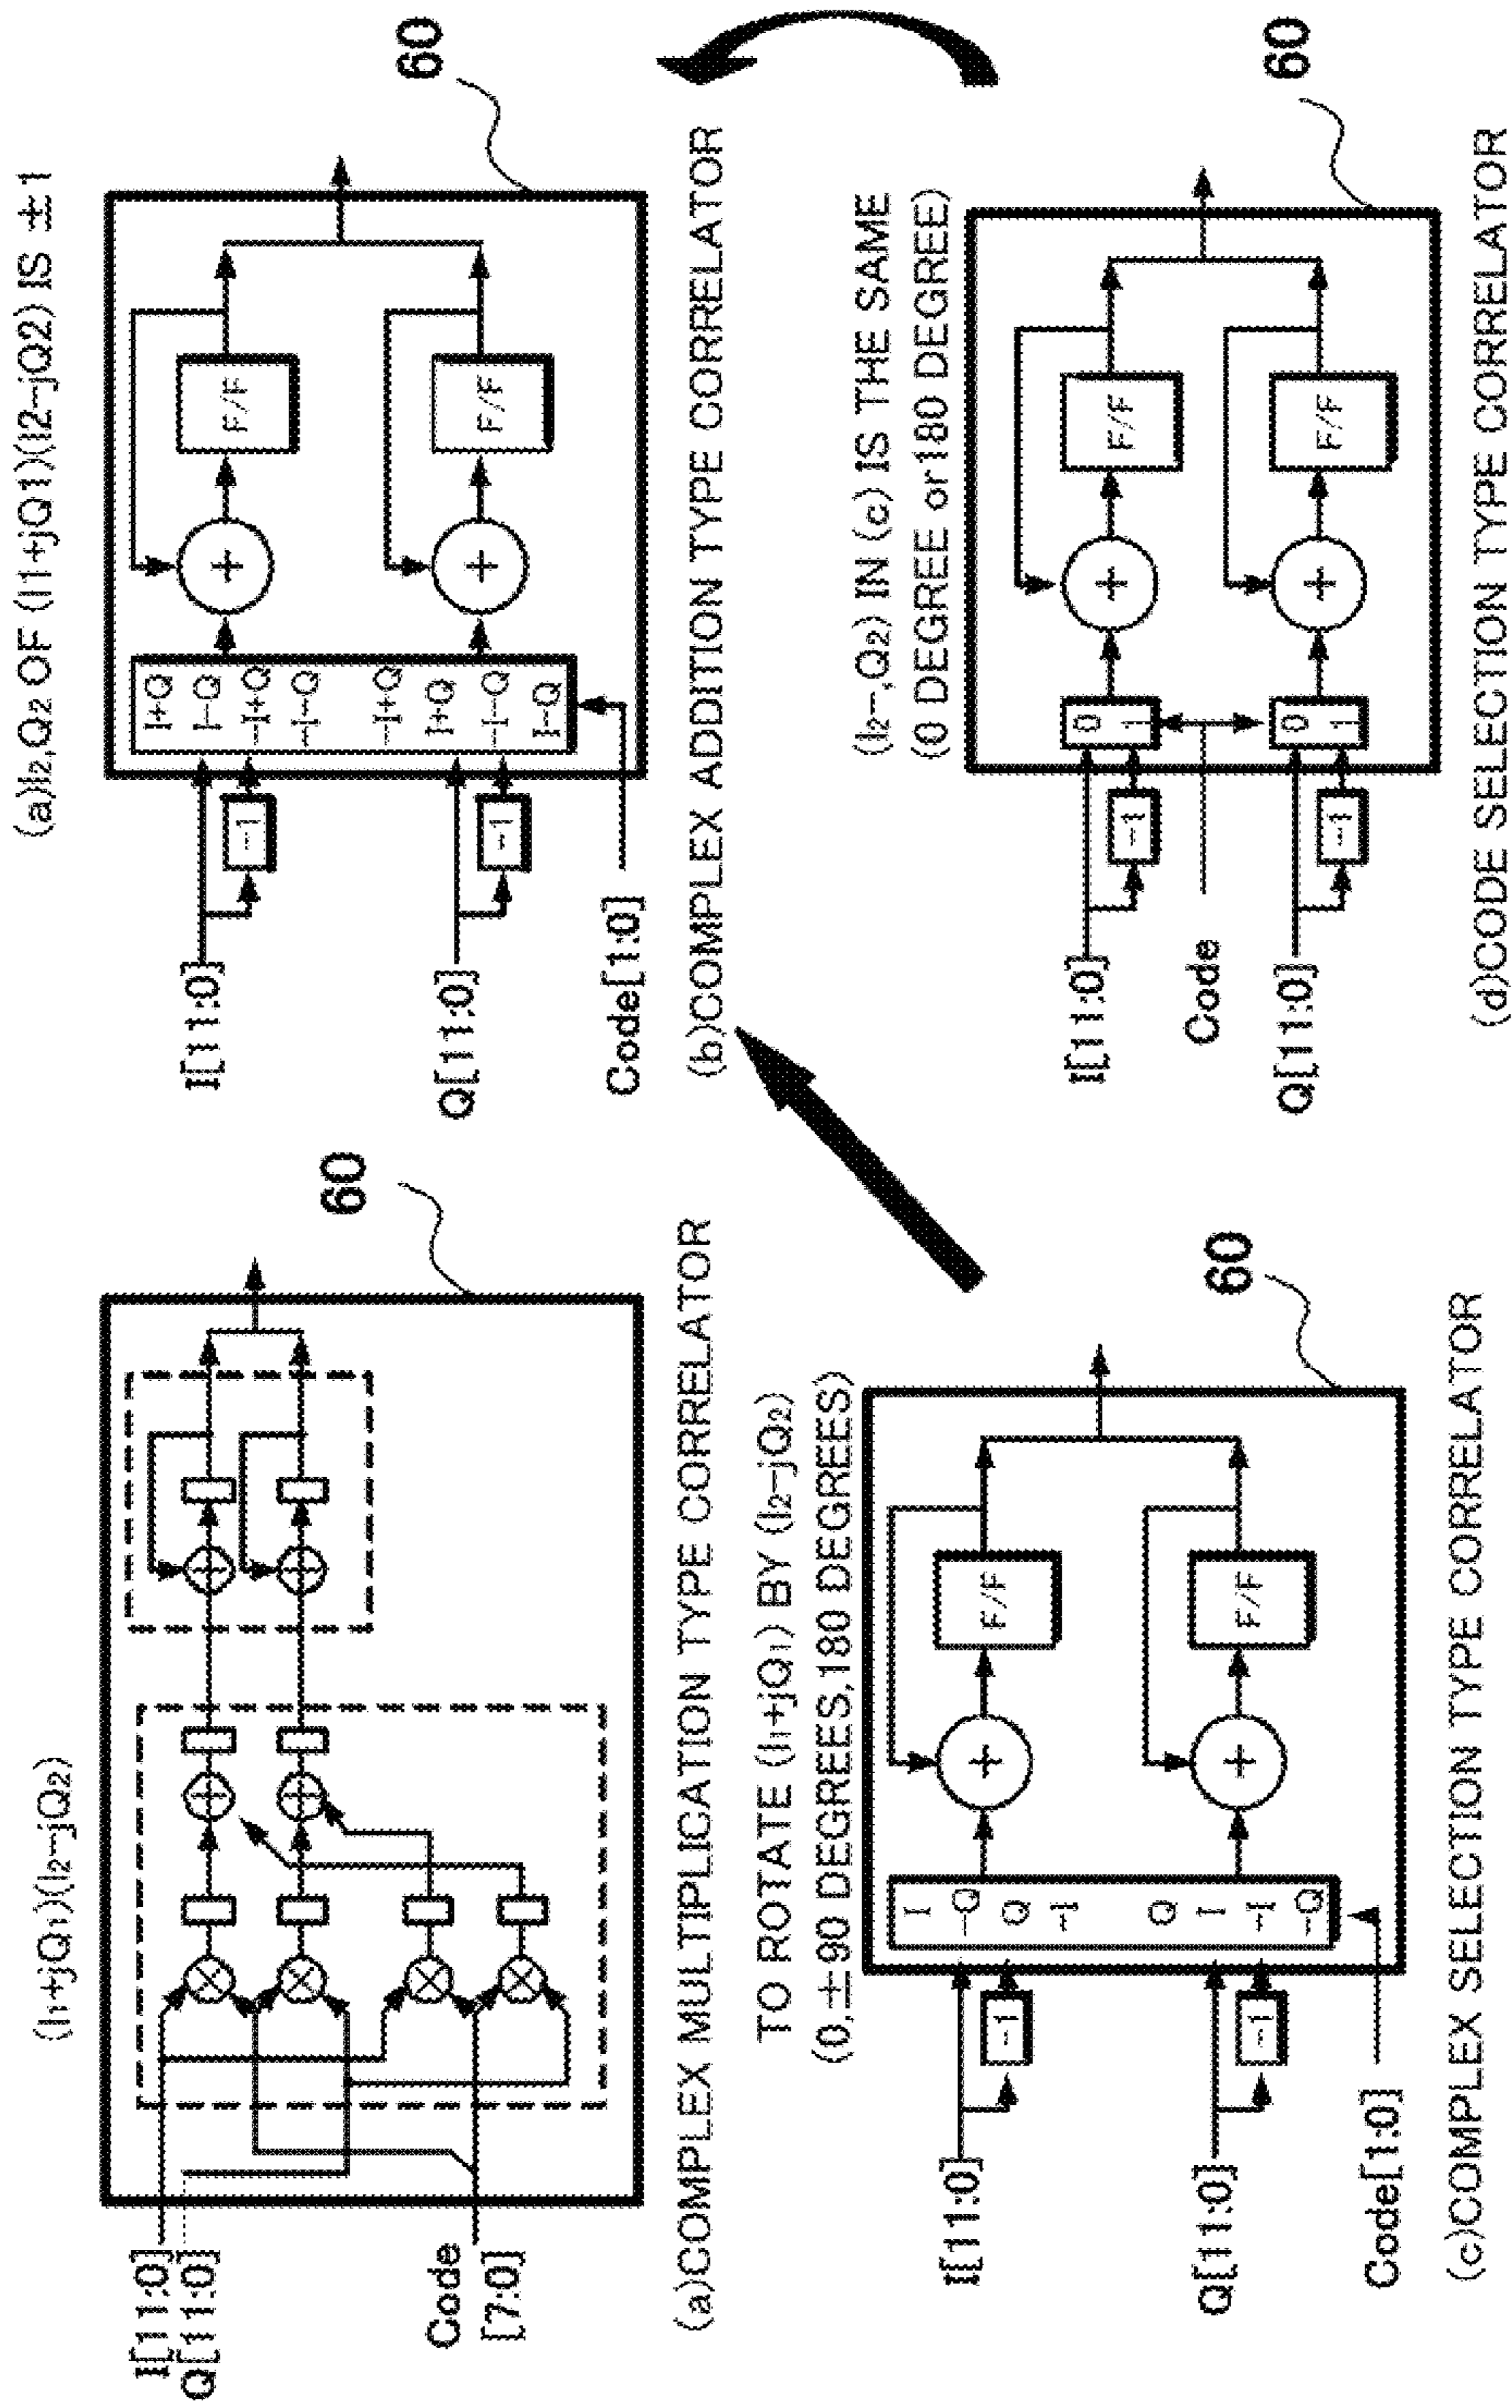 (I₁+jQ₁)(I₂-jQ₂)
I[11:0]
Q[11:0]
Code
[7:0]
60
(a)COMPLEX MULTIPLICATION TYPE CORRELATOR
(a)I₂,Q₂ OF (I1+jQ1)(I2-jQ2) IS ±1
I[11:0]
-1
Q[11:0]
-1
Code[1:0]
I+Q
I-Q
-I+Q
-I-Q
-I+Q
I+Q
-I-Q
I-Q
+
F/F
+
F/F
60
(b)COMPLEX ADDITION TYPE CORRELATOR
TO ROTATE (I₁+jQ₁) BY (I₂-jQ₂)
(0,±90 DEGREES,180 DEGREES)
I[11:0]
-1
Q[11:0]
-1
Code[1:0]
I
-Q
Q
-I
Q
I
-I
-Q
+
F/F
+
F/F
60
(c)COMPLEX SELECTION TYPE CORRELATOR
(I₂-,Q₂) IN (c) IS THE SAME
(0 DEGREE or180 DEGREE)
I[11:0]
-1
Code
Q[11:0]
-1
0
1
0
1
+
F/F
+
F/F
60
(d)CODE SELECTION TYPE CORRELATOR